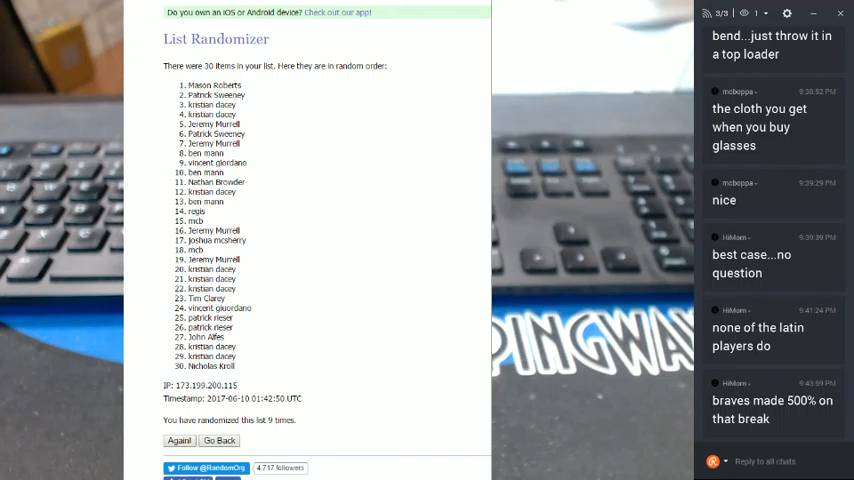 Do you own an iOS or Android device? Check out our app!
List Randomizer
There were 30 items in your list. Here they are in random order:
1. Mason Roberts
2. Patrick Sweeney
3. kristian dacey
4. kristian dacey
5. Jeremy Murrell
6. Patrick Sweeney
7. Jeremy Murrell
8. ben mann
9. vincent giordano
10. ben mann
11. Nathan Browder
12. kristian dacey
13. ben mann
14. regis
15. mcb
16. Jeremy Murrell
17. Joshua mcsherry
18. mcb
19. Jeremy Murrell
20. kristian dacey
21. kristian dacey
22. kristian dacey
23. Tim Clarey
24. vincent giuordano
25. patrick rieser
26. patrick rieser
27. John Alfes
28. kristian dacey
29. kristian dacey
30. Nicholas Kroll
IP: 173.199.200.115
Timestamp: 2017-06-10 01:42:50 UTC
You have randomized this list 9 times.
Again! Go Back
Follow @RandomOrg 4,717 followers
PINGWA
3/3 1
bend...just throw it in
a top loader
mcboppa 9:38:52 PM
the cloth you get
when you buy
glasses
mcboppa 9:39:29 PM
nice
HiMom 9:39:39 PM
best case...no
question
HiMom 9:41:24 PM
none of the latin
players do
HiMom 9:43:59 PM
braves made 500% on
that break
Reply to all chats